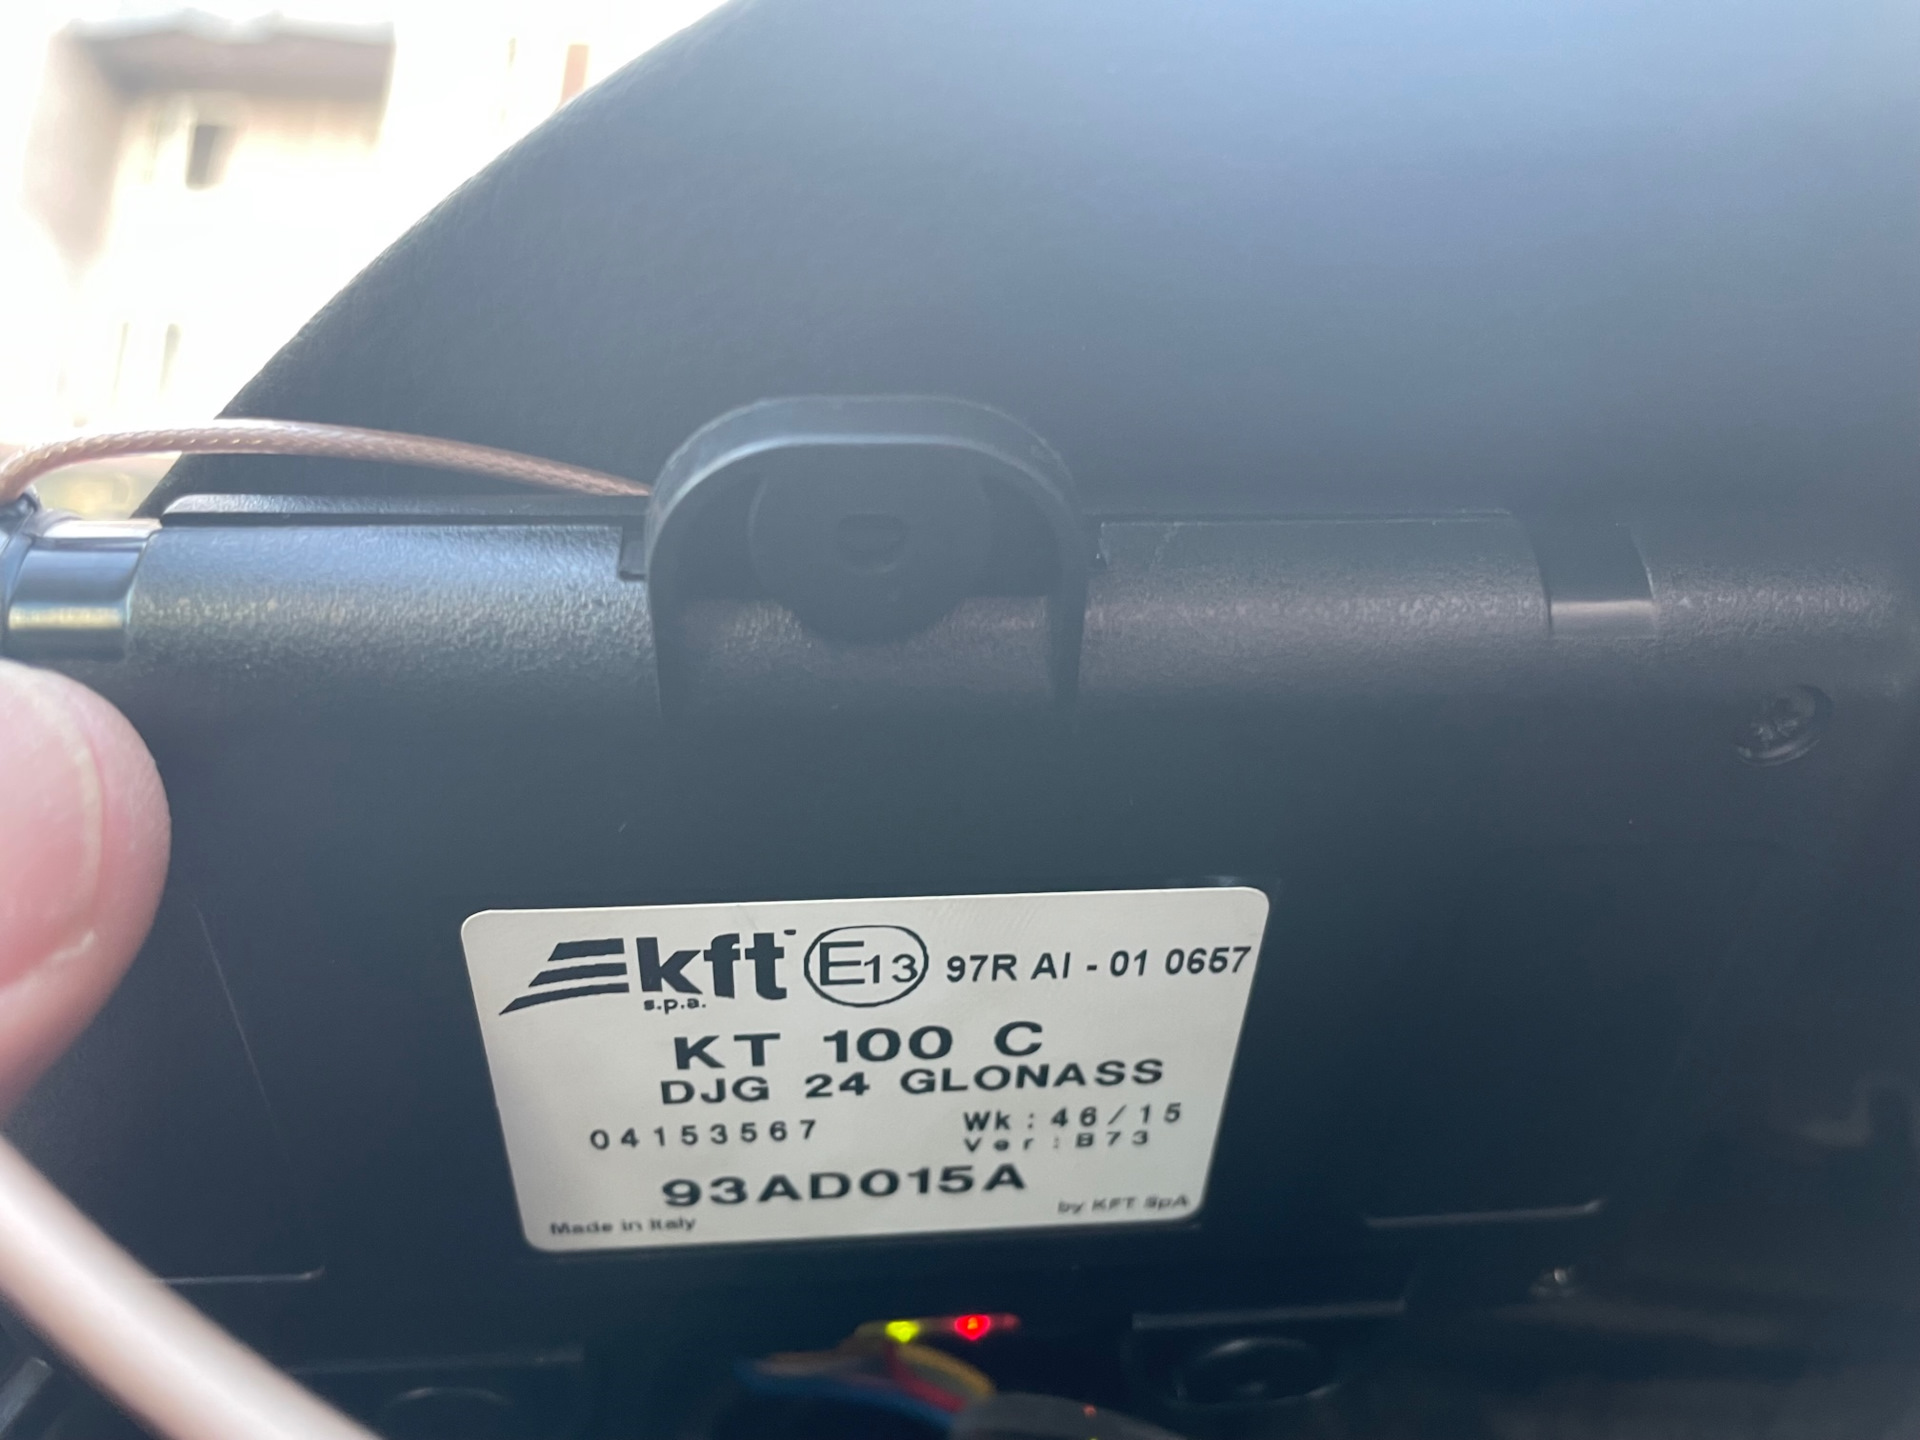 kft E13 97R AI - 01 0657
s.p.a.
KT 100 C
DJG 24 GLONASS
04153567 Wk: 46/15
Ver: B73
93AD015A
Made in Italy by KFT SpA